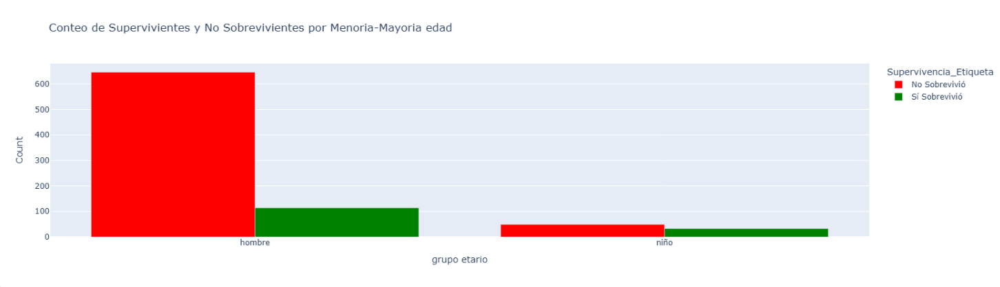 Conteo de Supervivientes y No Sobrevivientes por Menoria-Mayoria edad
Supervivencia_Etiqueta
No Sobrevivió
Sí Sobrevivió
Count
600
500
400
300
200
100
0
hombre
niño
grupo etario